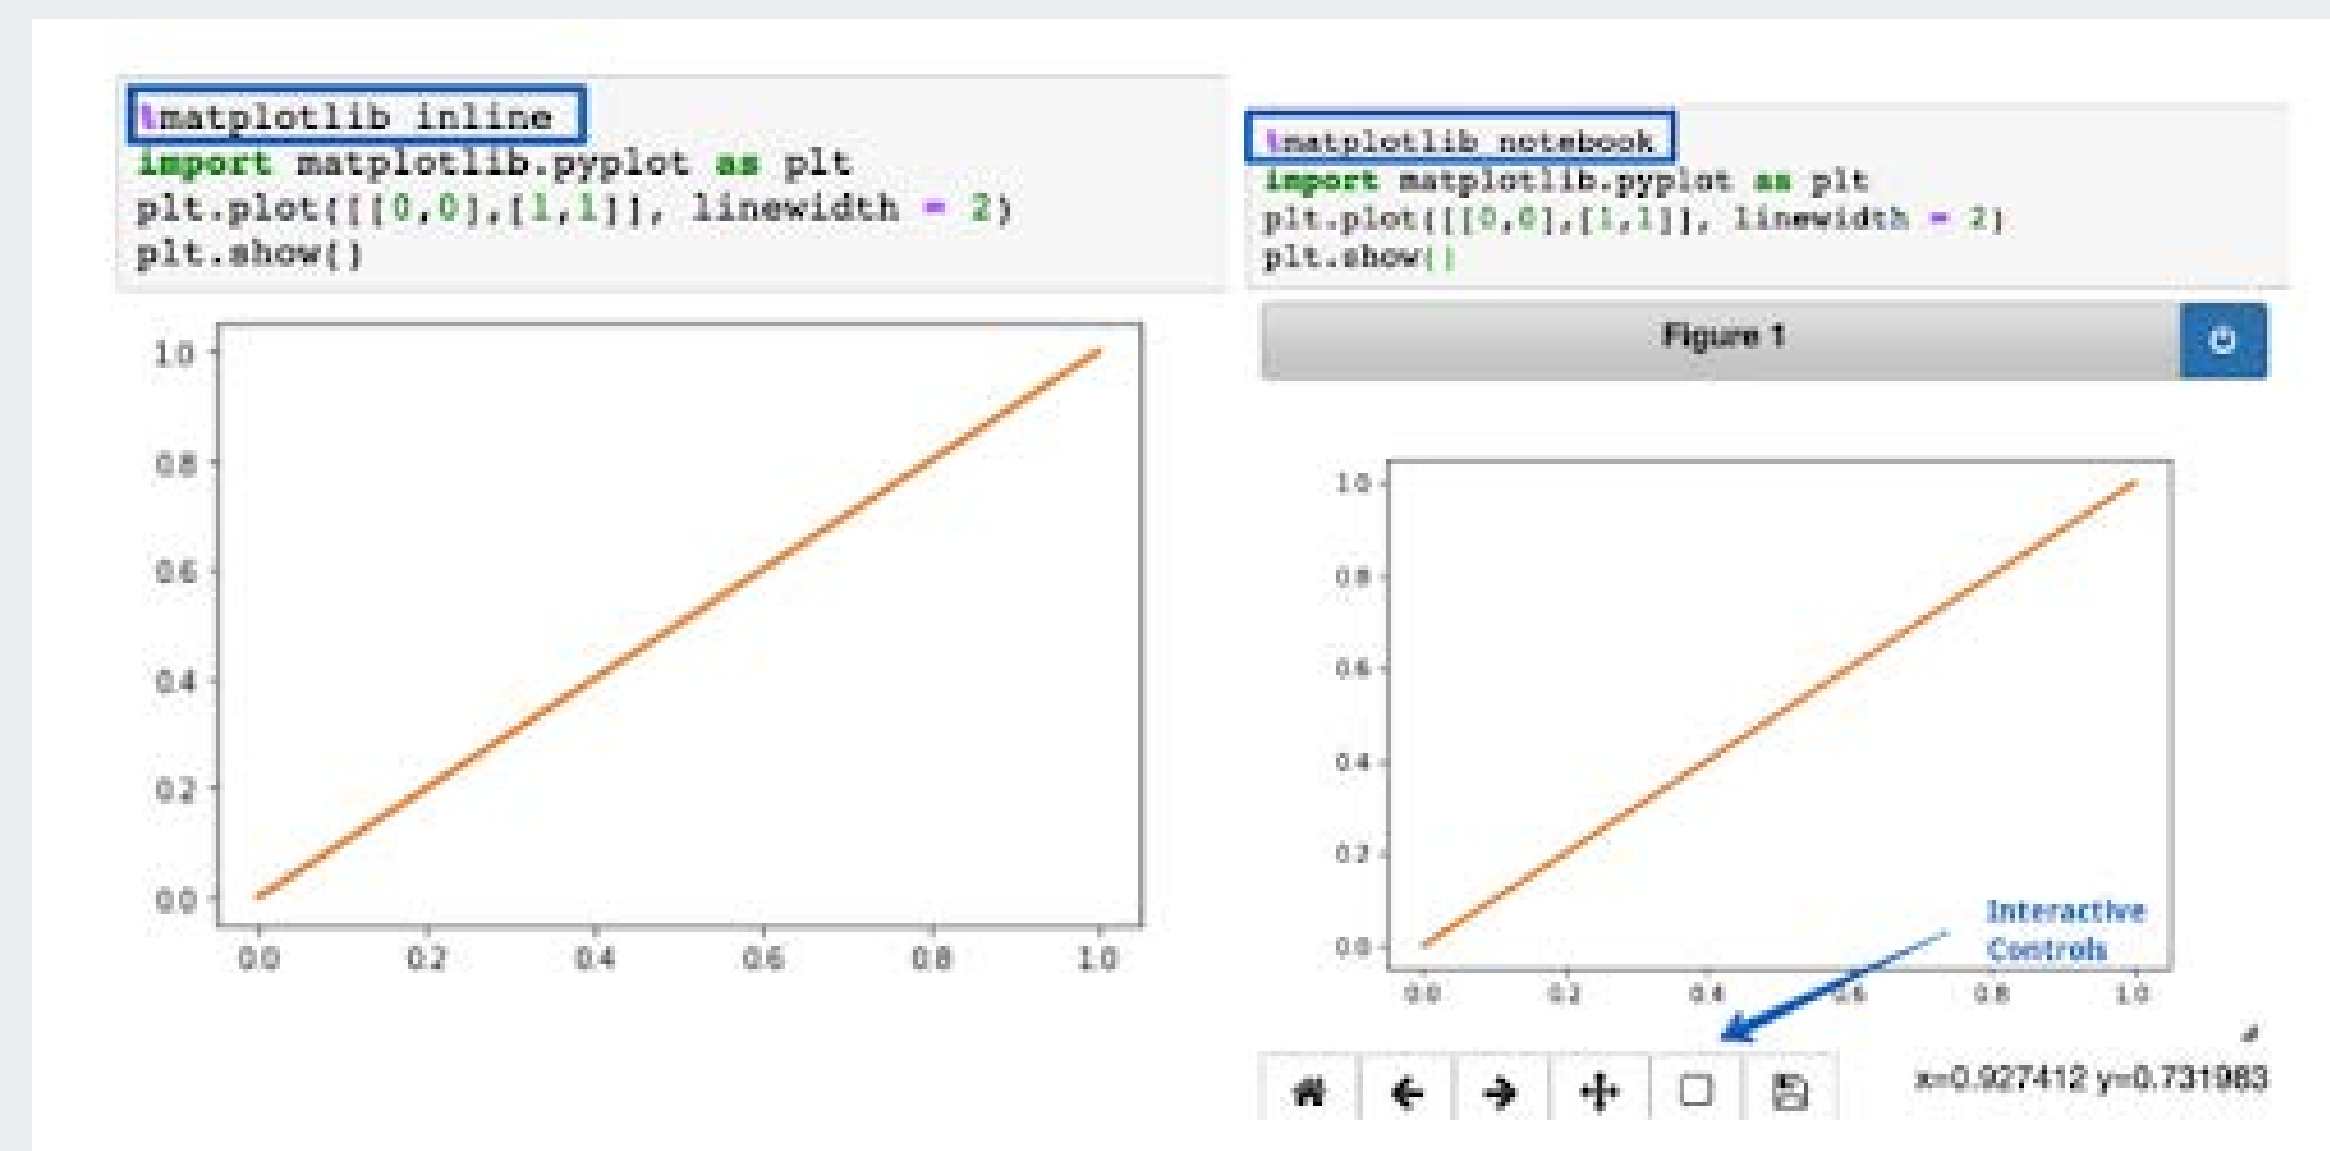 %matplotlib inline
import matplotlib.pyplot as plt
plt.plot([[0,0],[1,1]], linewidth = 2)
plt.show()
1.0
0.8
0.6
0.4
0.2
0.0
0.0 0.2 0.4 0.6 0.8 1.0
%matplotlib notebook
import matplotlib.pyplot as plt
plt.plot([[0,0],[1,1]], linewidth = 2)
plt.show()
Figure 1
1.0
0.8
0.6
0.4
0.2
0.0
Interactive
Controls
0.0 0.2 0.4 0.6 0.8 1.0
x=0.927412 y=0.731983